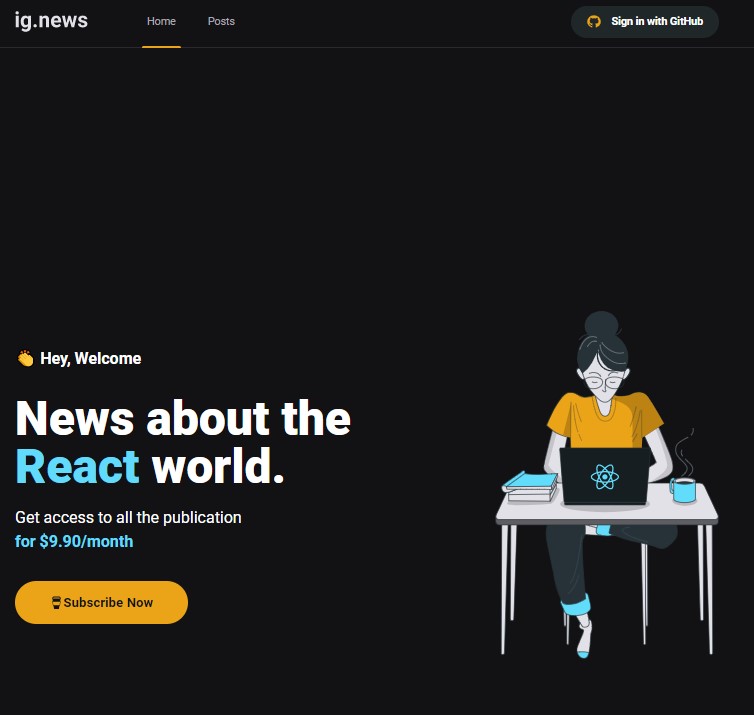 ig.news
Home
Posts
Sign in with GitHub
👏 Hey, Welcome
News about the
React world.
Get access to all the publication
for $9.90/month
Subscribe Now